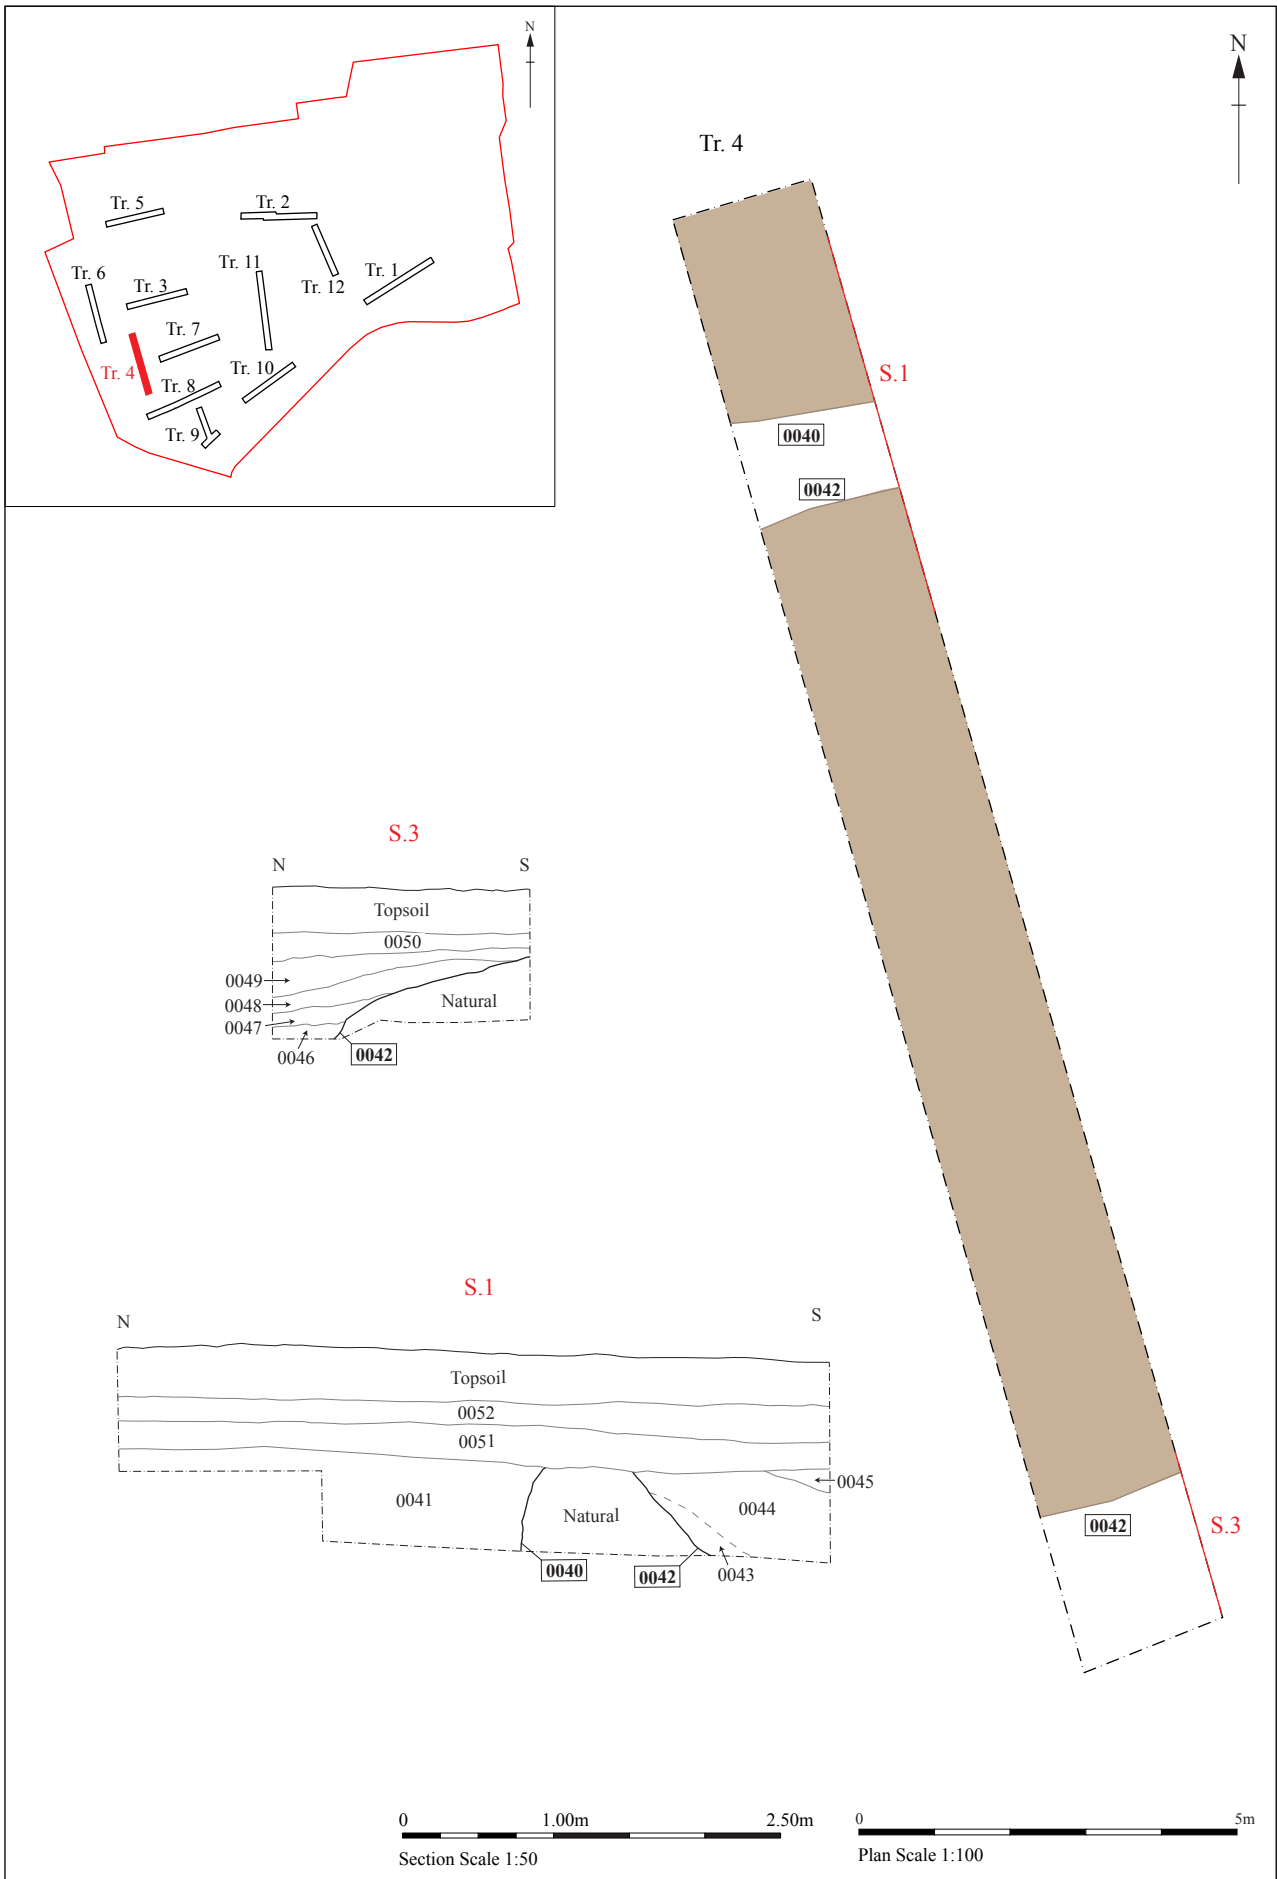 N
Tr. 5
Tr. 2
Tr. 11
Tr. 6
Tr. 3
Tr. 12
Tr. 1
Tr. 7
Tr. 4
Tr. 8
Tr. 10
Tr. 9
N
Tr. 4
S.1
0040
0042
S.3
N
S
Topsoil
0050
0049
0048
0047
0046
Natural
0042
S.1
N
S
Topsoil
0052
0051
0041
Natural
0044
0045
0040
0042
0043
0042
S.3
0
1.00m
2.50m
Section Scale 1:50
0
5m
Plan Scale 1:100